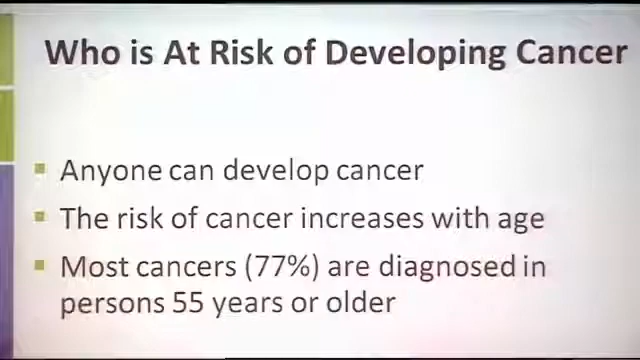 Who is At Risk of Developing Cancer
Anyone can develop cancer
The risk of cancer increases with age
Most cancers (77%) are diagnosed in
persons 55 years or older